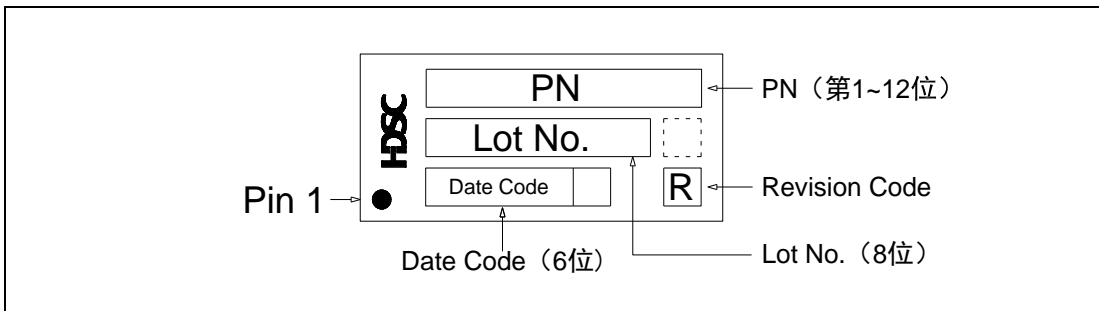 HDSC
PN
PN（第1~12位）
Lot No.
Date Code
R
Revision Code
Pin 1
Date Code（6位）
Lot No.（8位）